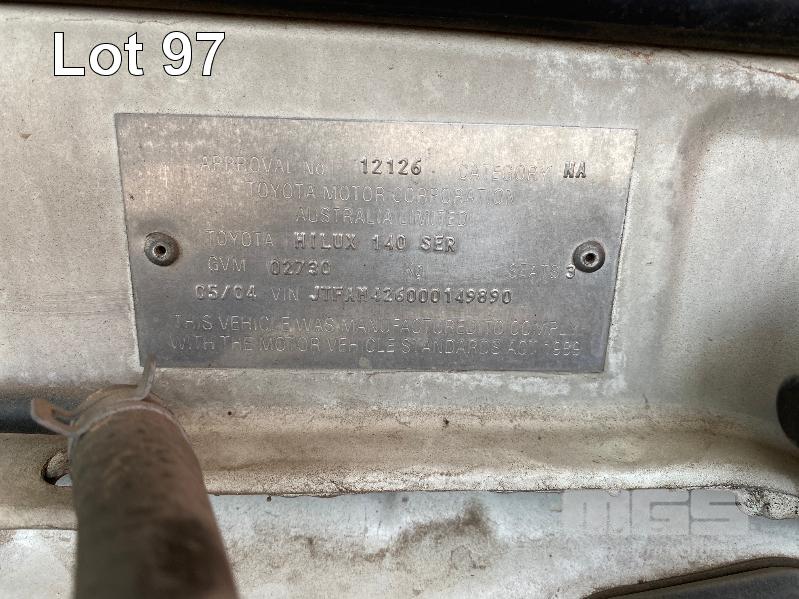 Lot 97
APPROVAL No. 12126 CATEGORY NA
TOYOTA MOTOR CORPORATION
AUSTRALIA LIMITED
TOYOTA HILUX 140 SER
GVM 02730 KG SEATS 3
05/04 VIN JTFAM426000149890
THIS VEHICLE WAS MANUFACTURED TO COMPLY
WITH THE MOTOR VEHICLE STANDARDS ACT 1989
MGS